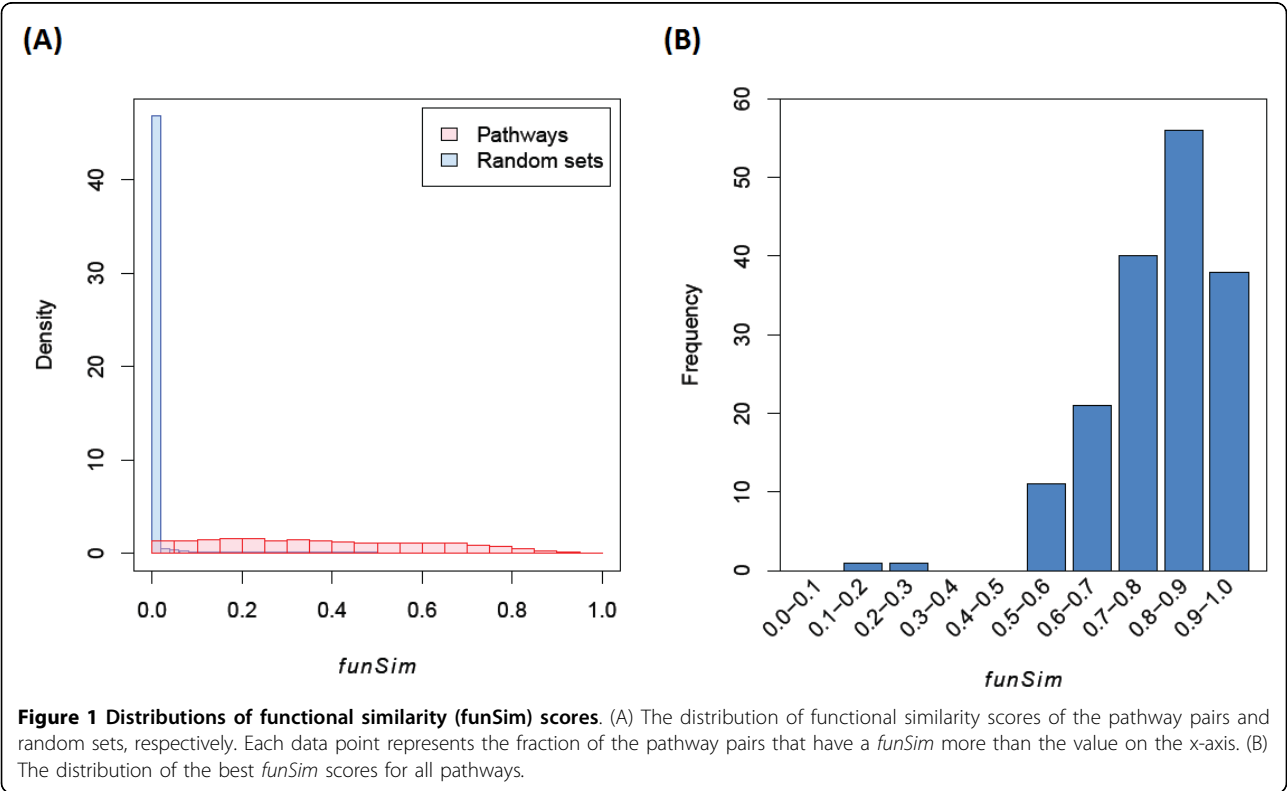 (A)
Density
40
30
20
10
0
Pathways
Random sets
0.0 0.2 0.4 0.6 0.8 1.0
funSim
(B)
Frequency
60
50
40
30
20
10
0
0.0–0.1 0.1–0.2 0.2–0.3 0.3–0.4 0.4–0.5 0.5–0.6 0.6–0.7 0.7–0.8 0.8–0.9 0.9–1.0
funSim
Figure 1 Distributions of functional similarity (funSim) scores. (A) The distribution of functional similarity scores of the pathway pairs and
random sets, respectively. Each data point represents the fraction of the pathway pairs that have a funSim more than the value on the x-axis. (B)
The distribution of the best funSim scores for all pathways.